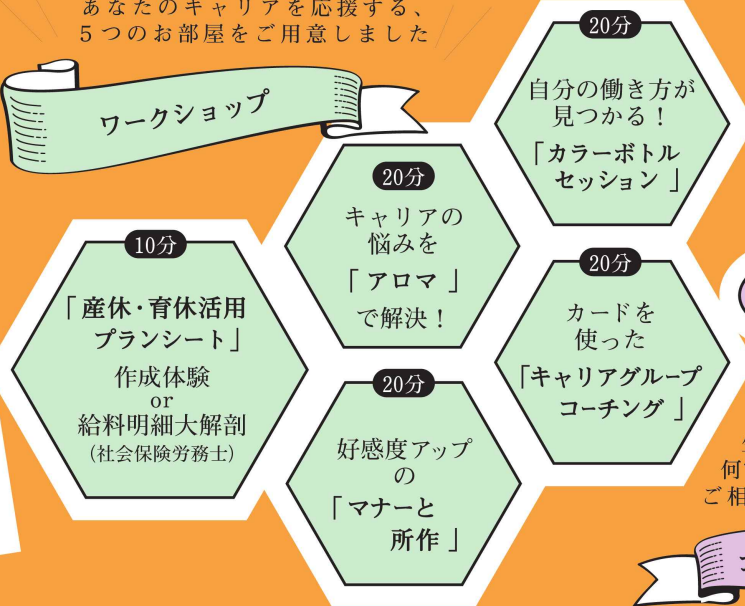 あなたのキャリアを応援する、
5つのお部屋をご用意しました
ワークショップ
20分
自分の働き方が
見つかる!
「カラーボトル
セッション」
20分
キャリアの
悩みを
「アロマ」
で解決!
10分
「産休・育休活用
プランシート」
作成体験
or
給料明細大解剖
(社会保険労務士)
20分
カードを
使った
「キャリアグループ
コーチング」
20分
好感度アップ
の
「マナーと
所作」
何
ご相